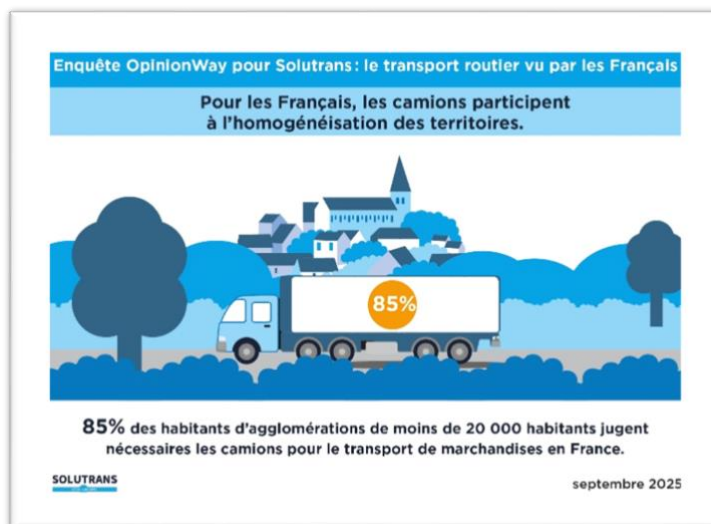 Enquête OpinionWay pour Solutrans : le transport routier vu par les Français
Pour les Français, les camions participent
à l'homogénéisation des territoires.
85%
85% des habitants d'agglomérations de moins de 20 000 habitants jugent
nécessaires les camions pour le transport de marchandises en France.
SOLUTRANS
septembre 2025